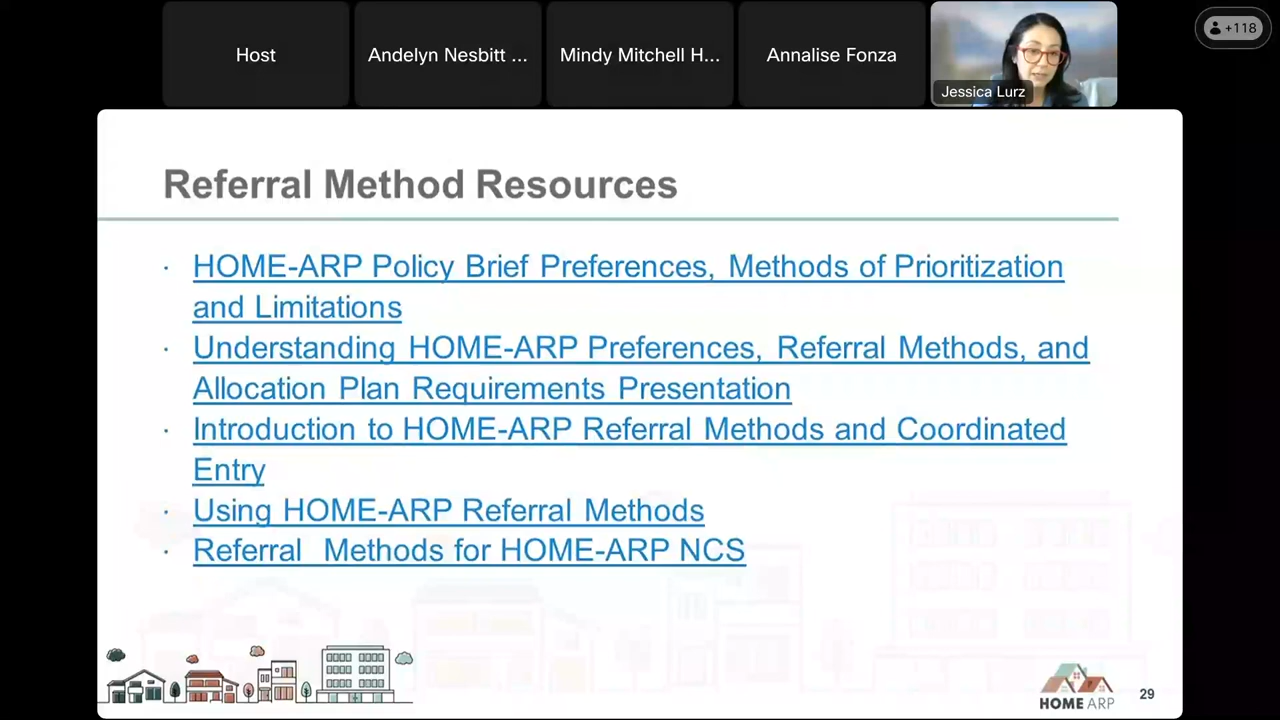 Host
Andelyn Nesbitt ...
Mindy Mitchell H...
Annalise Fonza
Jessica Lurz
+118
Referral Method Resources
· HOME-ARP Policy Brief Preferences, Methods of Prioritization
and Limitations
· Understanding HOME-ARP Preferences, Referral Methods, and
Allocation Plan Requirements Presentation
· Introduction to HOME-ARP Referral Methods and Coordinated
Entry
· Using HOME-ARP Referral Methods
· Referral Methods for HOME-ARP NCS
HOME ARP
29